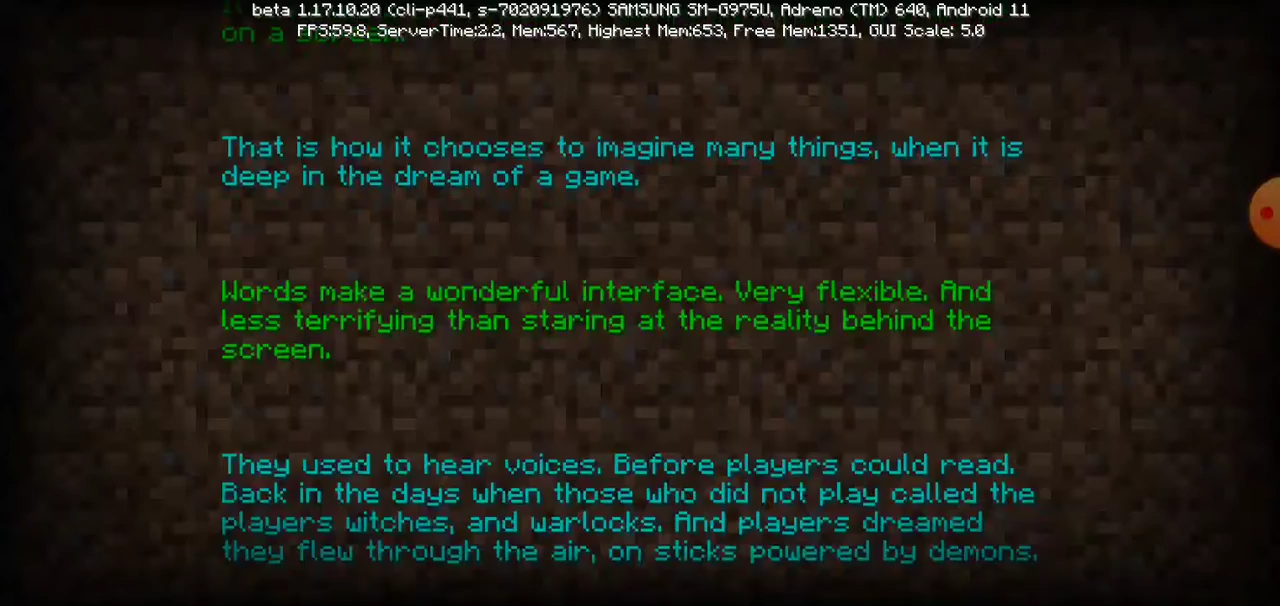 beta 1.17.10.20 (cli-p441, s-702091976) SAMSUNG SM-G975U, Adreno (TM) 640, Android 11
on a screen.
FPS:59.8, ServerTime:2.2, Mem:567, Highest Mem:653, Free Mem:1351, GUI Scale: 5.0
That is how it chooses to imagine many things, when it is
deep in the dream of a game.
Words make a wonderful interface. Very flexible. And
less terrifying than staring at the reality behind the
screen.
They used to hear voices. Before players could read.
Back in the days when those who did not play called the
players witches, and warlocks. And players dreamed
they flew through the air, on sticks powered by demons.